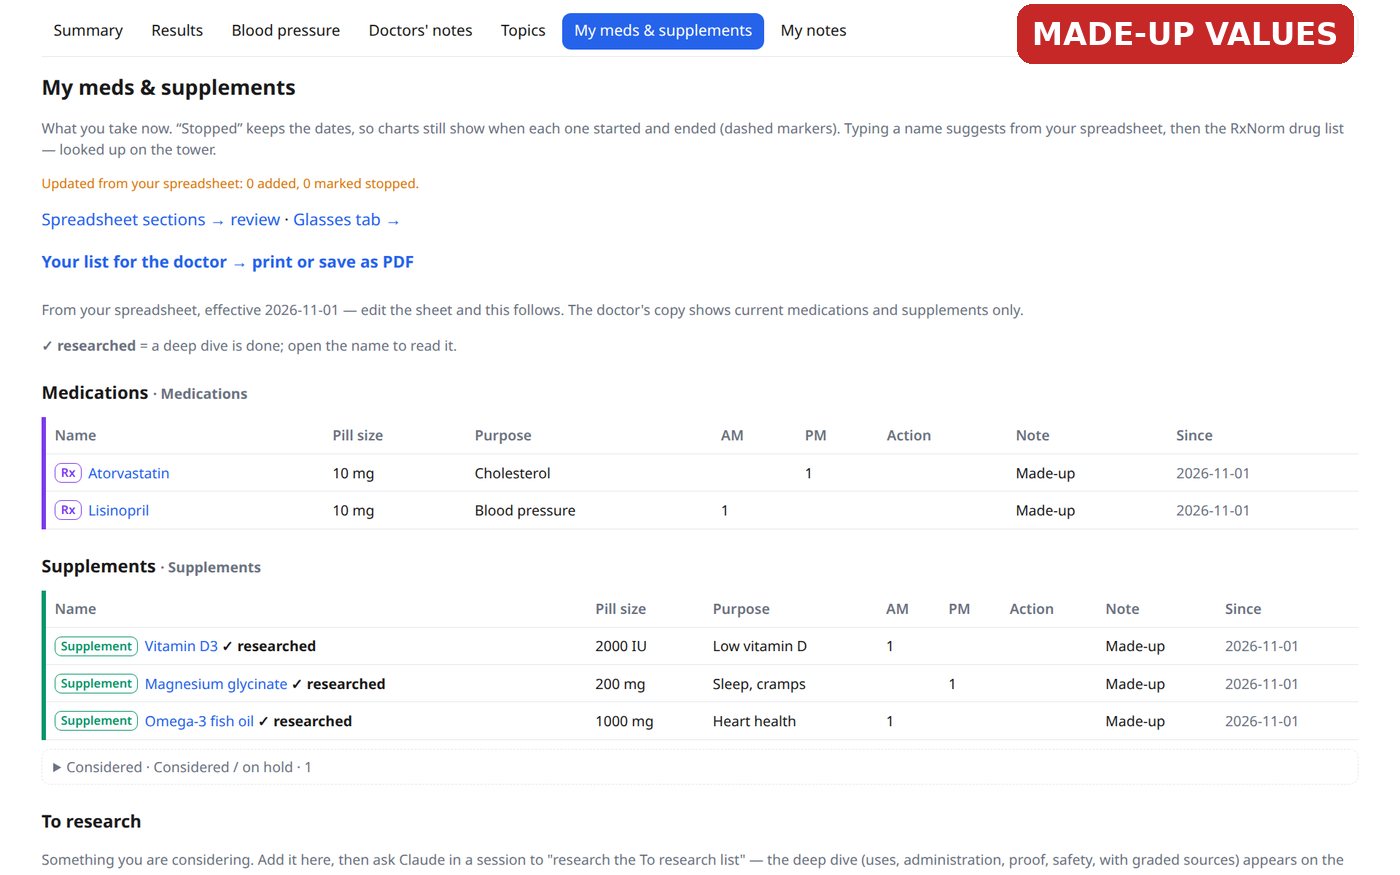 Summary Results Blood pressure Doctors' notes Topics My meds & supplements My notes
MADE-UP VALUES
My meds & supplements
What you take now. “Stopped” keeps the dates, so charts still show when each one started and ended (dashed markers). Typing a name suggests from your spreadsheet, then the RxNorm drug list
— looked up on the tower.
Updated from your spreadsheet: 0 added, 0 marked stopped.
Spreadsheet sections → review · Glasses tab →
Your list for the doctor → print or save as PDF
From your spreadsheet, effective 2026-11-01 — edit the sheet and this follows. The doctor's copy shows current medications and supplements only.
✓ researched = a deep dive is done; open the name to read it.
Medications · Medications
Name Pill size Purpose AM PM Action Note Since
Rx Atorvastatin 10 mg Cholesterol 1 Made-up 2026-11-01
Rx Lisinopril 10 mg Blood pressure 1 Made-up 2026-11-01
Supplements · Supplements
Name Pill size Purpose AM PM Action Note Since
Supplement Vitamin D3 ✓ researched 2000 IU Low vitamin D 1 Made-up 2026-11-01
Supplement Magnesium glycinate ✓ researched 200 mg Sleep, cramps 1 Made-up 2026-11-01
Supplement Omega-3 fish oil ✓ researched 1000 mg Heart health 1 Made-up 2026-11-01
▶ Considered · Considered / on hold · 1
To research
Something you are considering. Add it here, then ask Claude in a session to "research the To research list" — the deep dive (uses, administration, proof, safety, with graded sources) appears on the